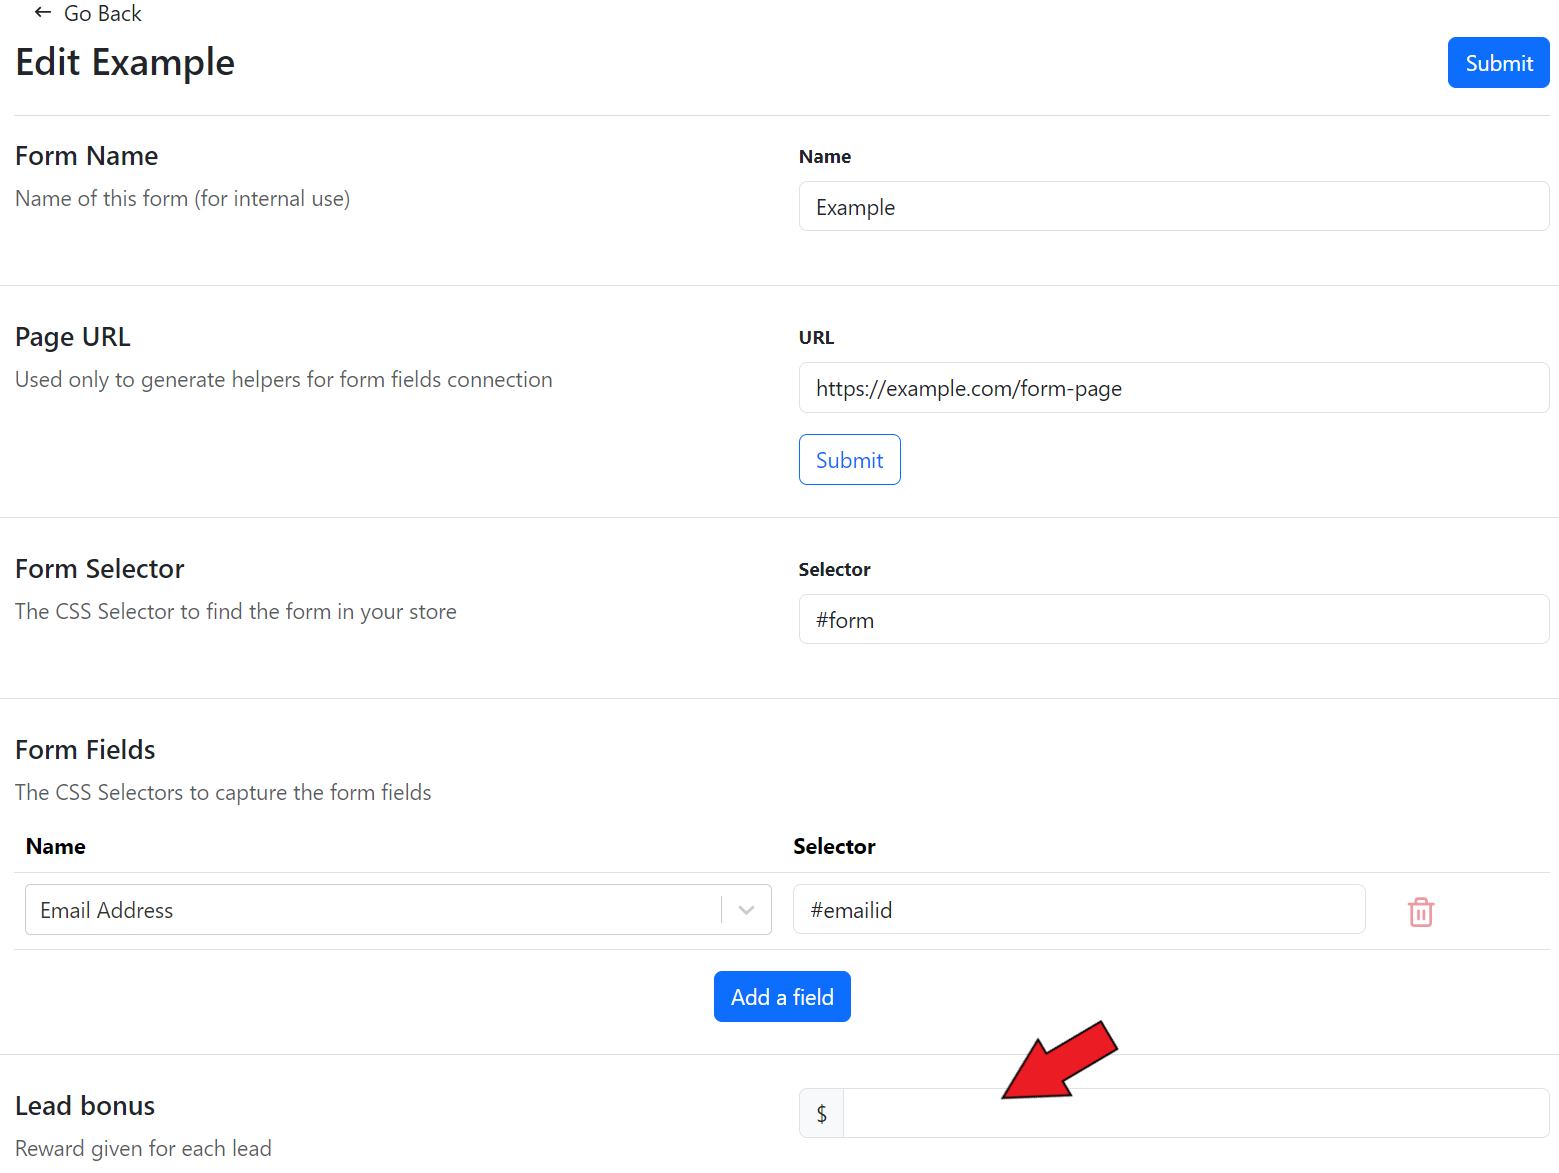 ← Go Back
Edit Example
Submit
Form Name
Name of this form (for internal use)
Name
Example
Page URL
Used only to generate helpers for form fields connection
URL
https://example.com/form-page
Submit
Form Selector
The CSS Selector to find the form in your store
Selector
#form
Form Fields
The CSS Selectors to capture the form fields
Name Selector
Email Address #emailid
Add a field
Lead bonus
Reward given for each lead
$